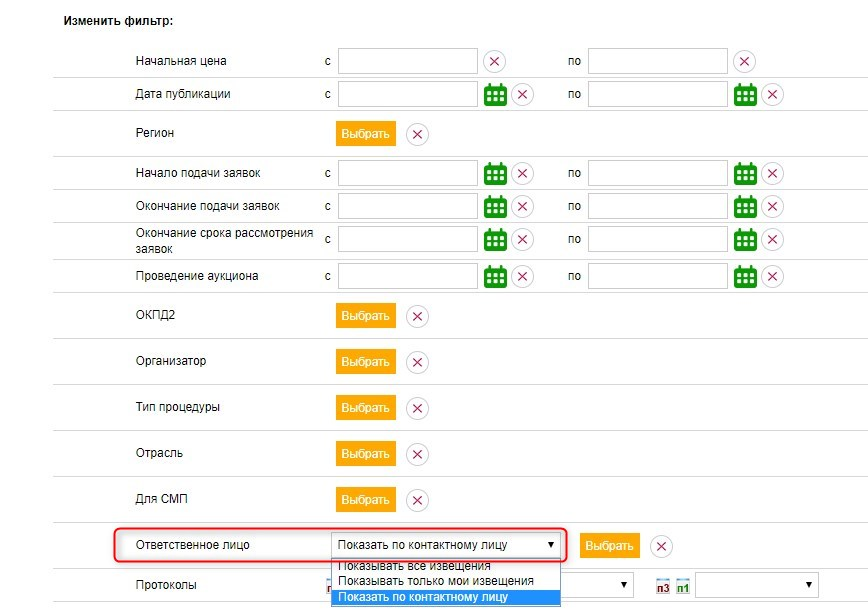 Изменить фильтр:
Начальная цена с по
Дата публикации с по
Регион Выбрать
Начало подачи заявок с по
Окончание подачи заявок с по
Окончание срока рассмотрения
заявок с по
Проведение аукциона с по
ОКПД2 Выбрать
Организатор Выбрать
Тип процедуры Выбрать
Отрасль Выбрать
Для СМП Выбрать
Ответственное лицо Показать по контактному лицу Выбрать
Показывать все извещения
Показывать только мои извещения
Протоколы п3 п1
Показать по контактному лицу